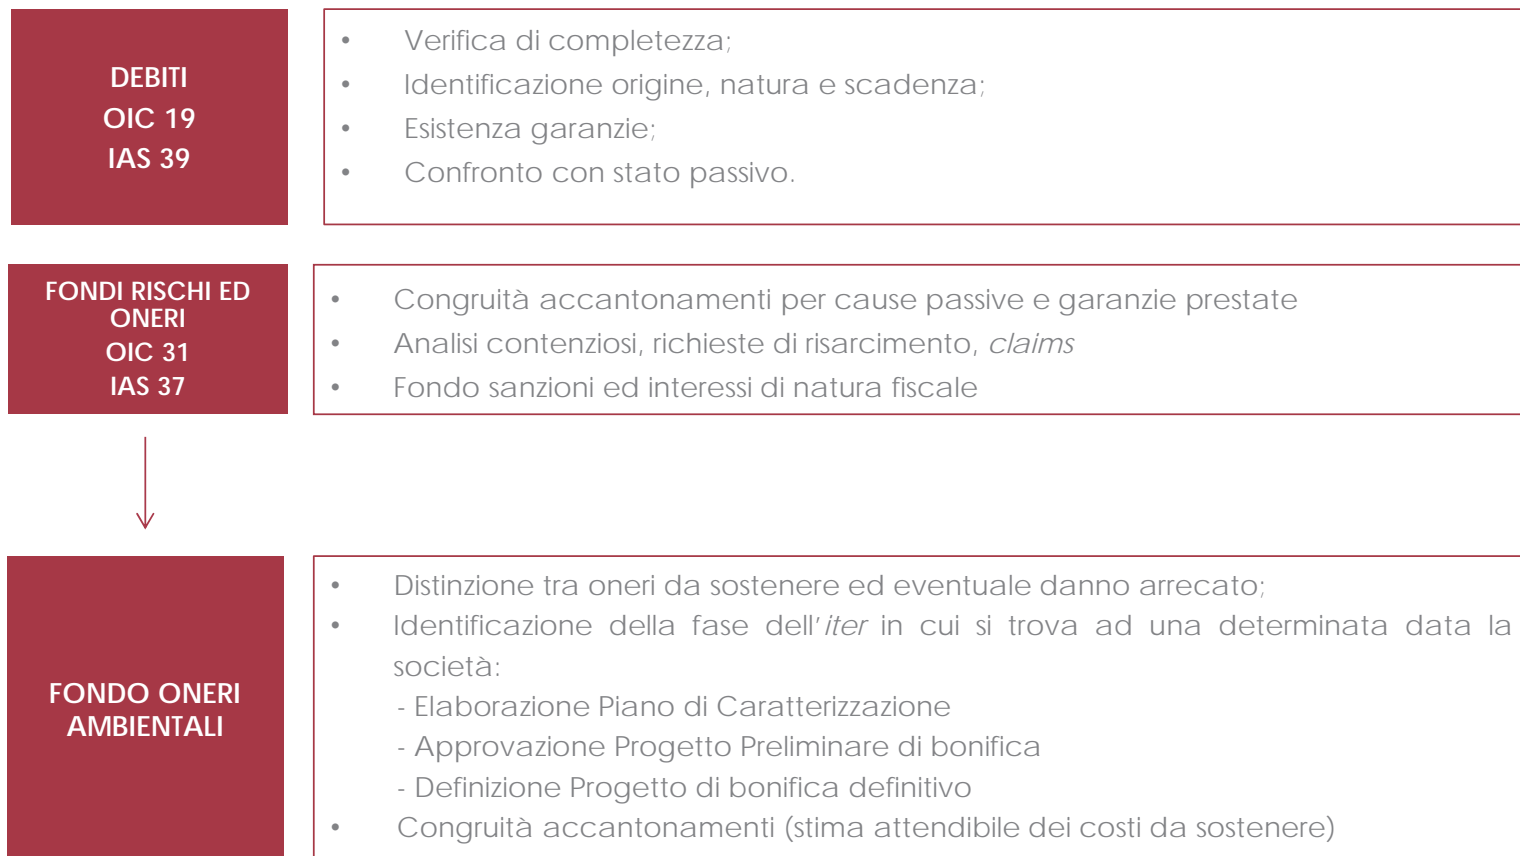 DEBITI
OIC 19
IAS 39
• Verifica di completezza;
• Identificazione origine, natura e scadenza;
• Esistenza garanzie;
• Confronto con stato passivo.
FONDI RISCHI ED
ONERI
OIC 31
IAS 37
• Congruità accantonamenti per cause passive e garanzie prestate
• Analisi contenziosi, richieste di risarcimento, claims
• Fondo sanzioni ed interessi di natura fiscale
FONDO ONERI
AMBIENTALI
• Distinzione tra oneri da sostenere ed eventuale danno arrecato;
• Identificazione della fase dell'iter in cui si trova ad una determinata data la
società:
- Elaborazione Piano di Caratterizzazione
- Approvazione Progetto Preliminare di bonifica
- Definizione Progetto di bonifica definitivo
• Congruità accantonamenti (stima attendibile dei costi da sostenere)